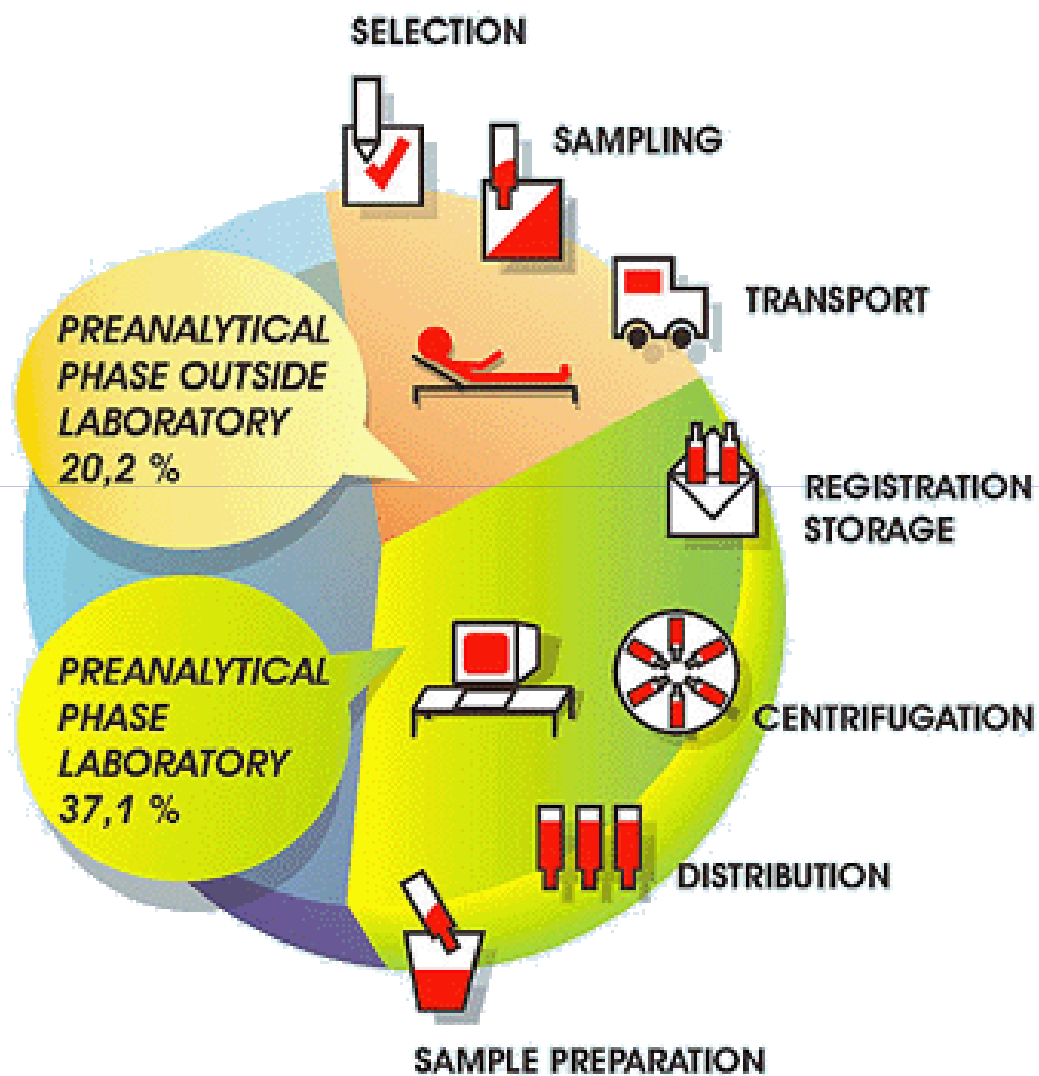 SELECTION
SAMPLING
TRANSPORT
PREANALYTICAL
PHASE OUTSIDE
LABORATORY
20,2 %
REGISTRATION
STORAGE
PREANALYTICAL
PHASE
LABORATORY
37,1 %
CENTRIFUGATION
DISTRIBUTION
SAMPLE PREPARATION